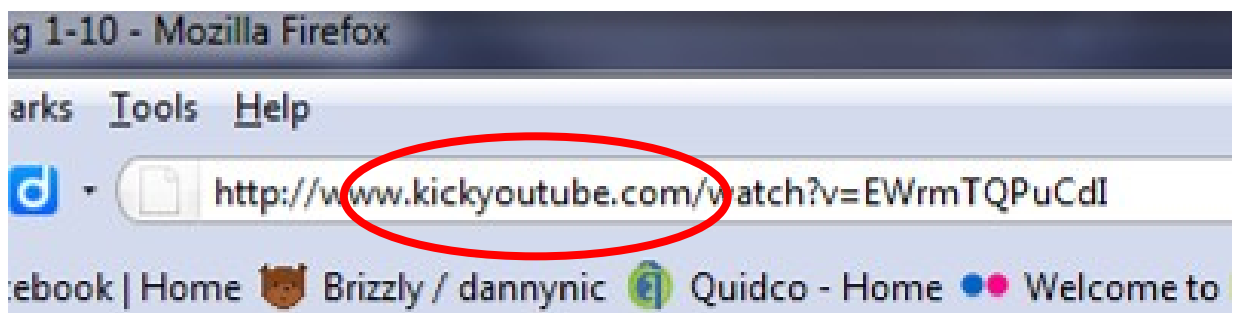 g 1-10 - Mozilla Firefox
arks Tools Help
http://www.kickyoutube.com/watch?v=EWrmTQPuCdI
cebook | Home Brizzly / dannynic Quidco - Home Welcome to